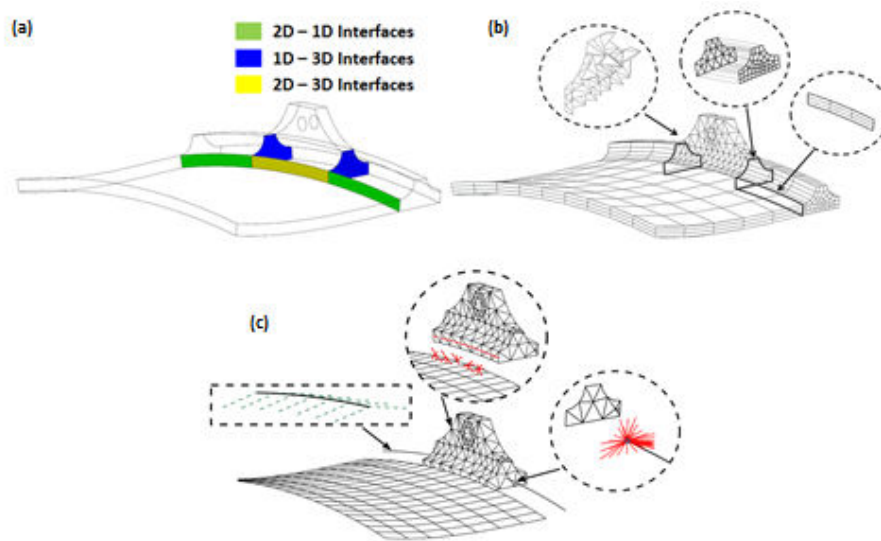 (a)
2D – 1D Interfaces
1D – 3D Interfaces
2D – 3D Interfaces
(b)
(c)